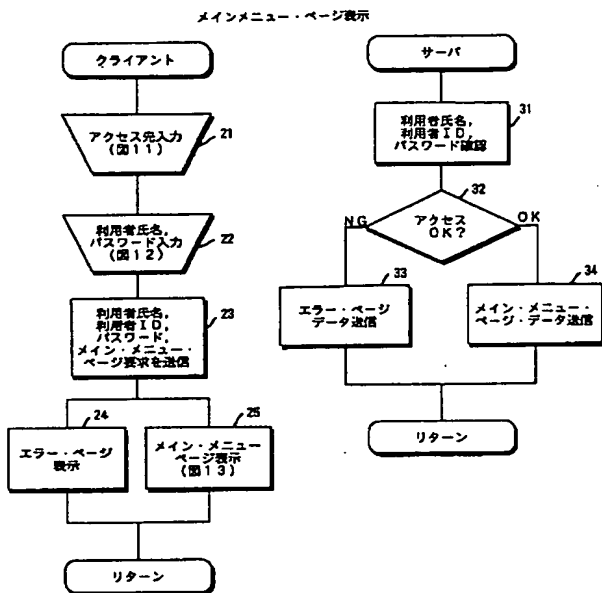 メインメニュー・ページ表示
クライアント
アクセス先入力
(図11)
21
利用者氏名,
パスワード入力
(図12)
22
利用者氏名,
利用者ID,
パスワード,
メイン・メニュー・
ページ要求を送信
23
エラー・ページ
表示
24
メイン・メニュー
ページ表示
(図13)
25
リターン
サーバ
利用者氏名,
利用者ID,
パスワード確認
31
アクセス
OK?
32
NG
OK
エラー・ページ
データ送信
33
メイン・メニュー・
ページ・データ送信
34
リターン